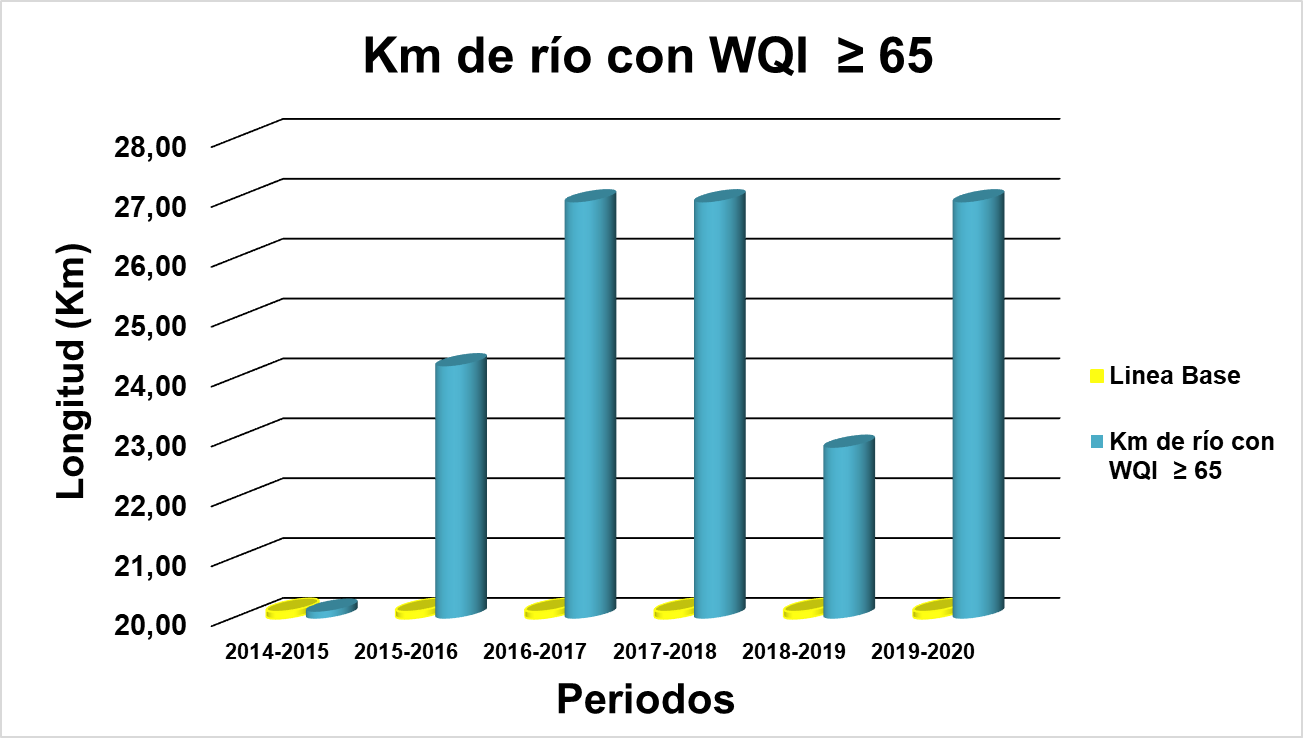 Km de río con WQI ≥ 65
28,00
27,00
26,00
25,00
24,00
23,00
22,00
21,00
20,00
Longitud (Km)
2014-2015
2015-2016
2016-2017
2017-2018
2018-2019
2019-2020
Periodos
Linea Base
Km de río con
WQI ≥ 65